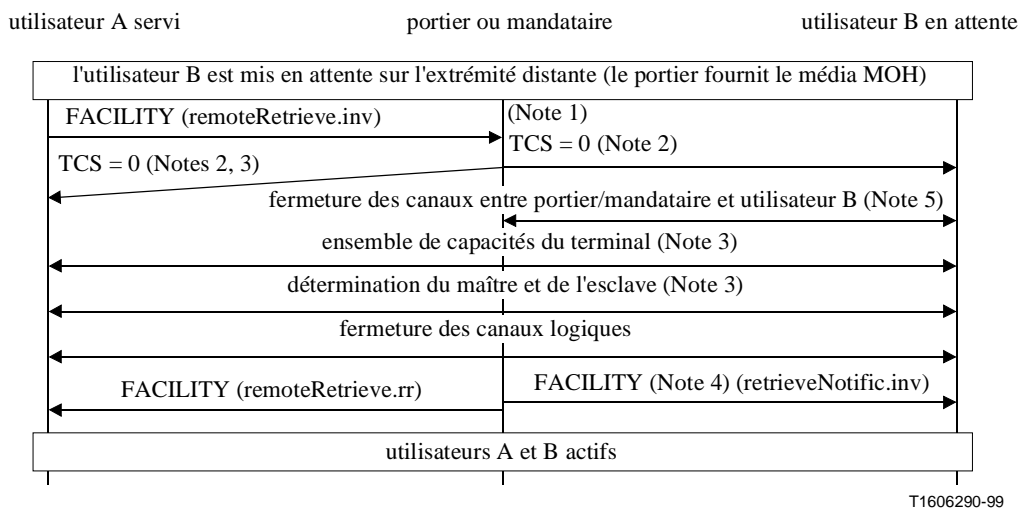 utilisateur A servi
portier ou mandataire
utilisateur B en attente
l'utilisateur B est mis en attente sur l'extrémité distante (le portier fournit le média MOH)
FACILITY (remoteRetrieve.inv)
(Note 1)
TCS = 0 (Note 2)
TCS = 0 (Notes 2, 3)
fermeture des canaux entre portier/mandataire et utilisateur B (Note 5)
ensemble de capacités du terminal (Note 3)
détermination du maître et de l'esclave (Note 3)
fermeture des canaux logiques
FACILITY (remoteRetrieve.rr)
FACILITY (Note 4) (retrieveNotific.inv)
utilisateurs A et B actifs
T1606290-99